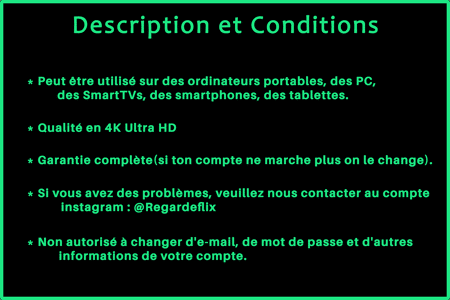 Description et Conditions
* Peut être utilisé sur des ordinateurs portables, des PC,
des SmartTVs, des smartphones, des tablettes.
* Qualité en 4K Ultra HD
* Garantie complète(si ton compte ne marche plus on le change).
* Si vous avez des problèmes, veuillez nous contacter au compte
instagram : @Regardeflix
* Non autorisé à changer d'e-mail, de mot de passe et d'autres
informations de votre compte.